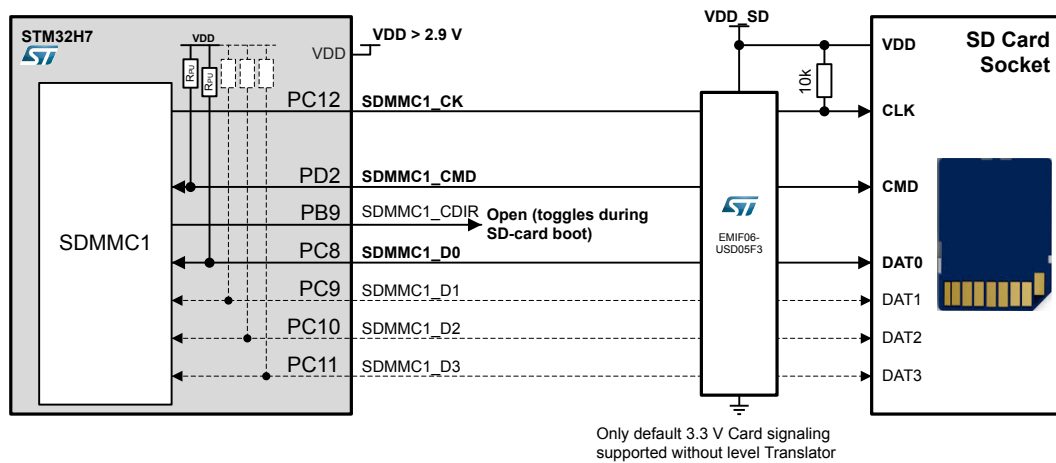 STM32H7
VDD
VDD
VDD > 2.9 V
RPU
RPU
SDMMC1
PC12
SDMMC1_CK
PD2
SDMMC1_CMD
PB9
SDMMC1_CDIR
Open (toggles during
SD-card boot)
PC8
SDMMC1_D0
PC9
SDMMC1_D1
PC10
SDMMC1_D2
PC11
SDMMC1_D3
VDD_SD
10k
EMIF06-
USD05F3
Only default 3.3 V Card signaling
supported without level Translator
SD Card
Socket
VDD
CLK
CMD
DAT0
DAT1
DAT2
DAT3